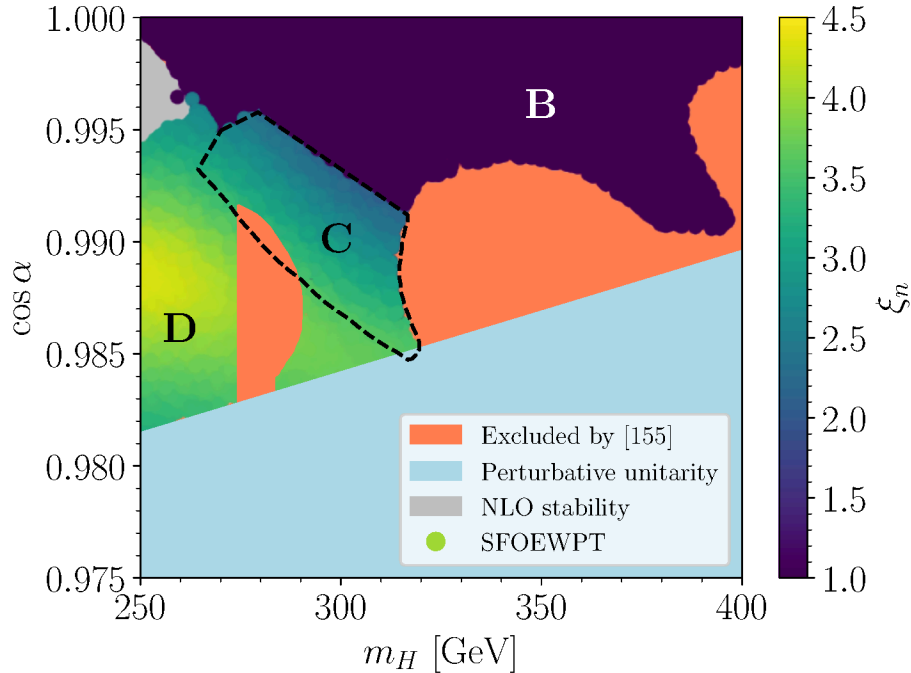 1.000
0.995
0.990
0.985
0.980
0.975
cos α
250
300
350
400
m_H [GeV]
B
C
D
Excluded by [155]
Perturbative unitarity
NLO stability
SFOEWPT
4.5
4.0
3.5
3.0
2.5
2.0
1.5
1.0
ξ_n